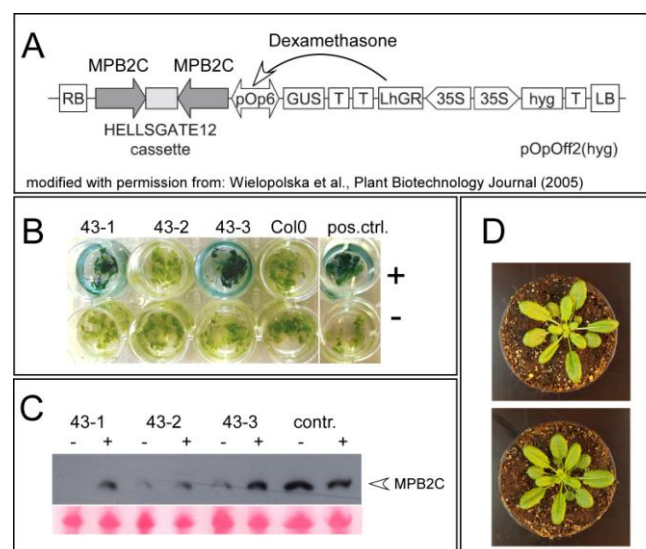 A
Dexamethasone
MPB2C MPB2C
RB pOp6 GUS T T LhGR 35S 35S hyg T LB
HELLSGATE12
cassette
pOpOff2(hyg)
modified with permission from: Wielopolska et al., Plant Biotechnology Journal (2005)
B
43-1 43-2 43-3 Col0 pos.ctrl.
+
-
C
43-1 43-2 43-3 contr.
- + - + - + - +
MPB2C
D